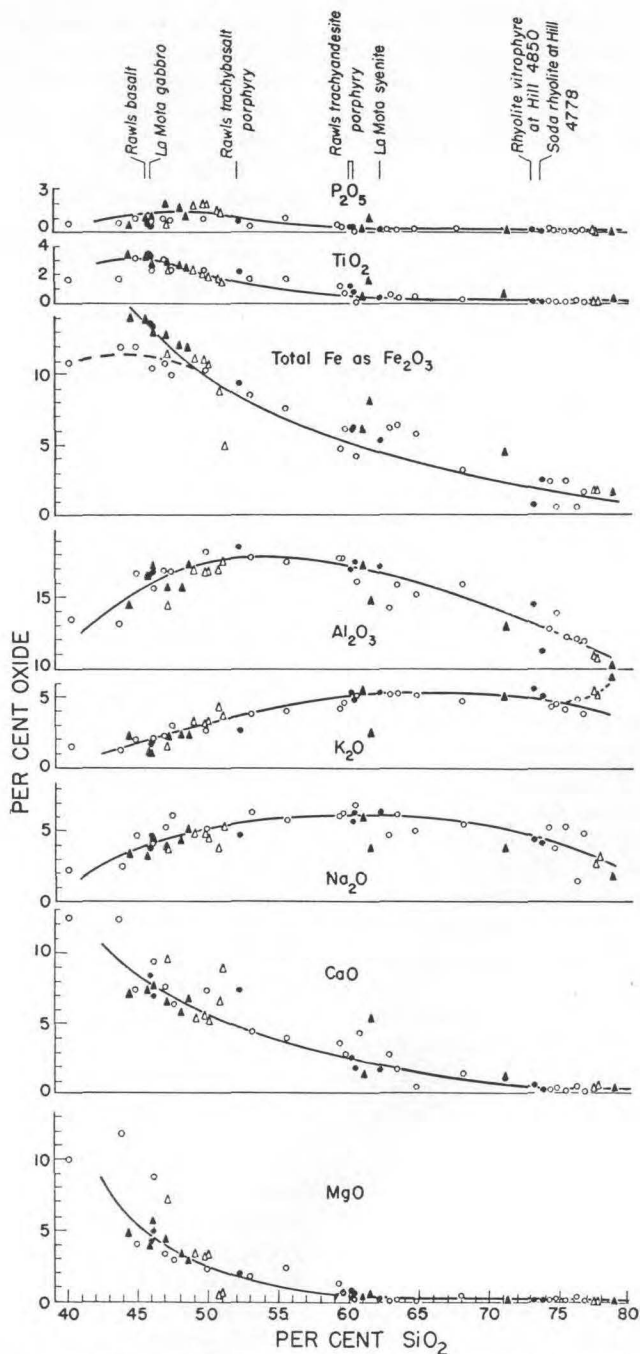 Rawls basalt
La Mota gabbro
Rawls trachybasalt
porphyry
Rawls trachyandesite
porphyry
La Mota syenite
Rhyolite vitrophyre
at Hill 4850
Soda rhyolite at Hill
4778
3
P₂O₅
0
4
TiO₂
2
0
Total Fe as Fe₂O₃
10
5
0
15
Al₂O₃
10
K₂O
5
0
Na₂O
5
0
CaO
10
5
0
MgO
10
5
0
PER CENT OXIDE
40 45 50 55 60 65 70 75 80
PER CENT SiO₂